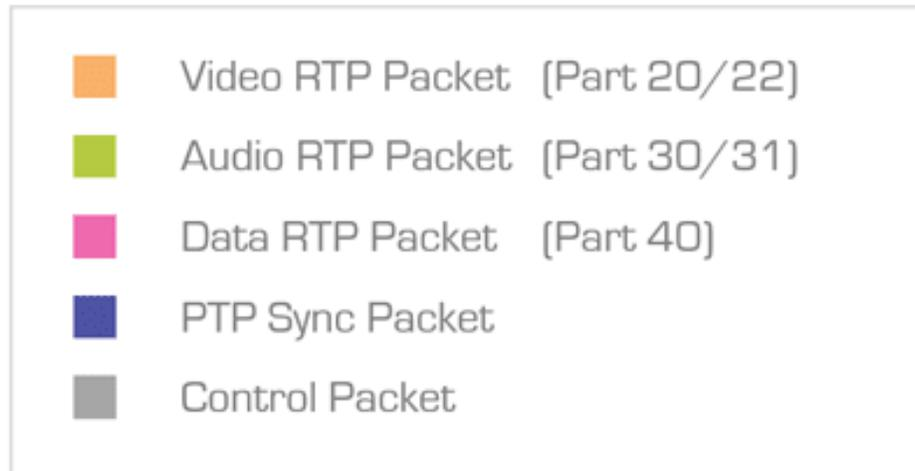 Video RTP Packet (Part 20/22)
Audio RTP Packet (Part 30/31)
Data RTP Packet (Part 40)
PTP Sync Packet
Control Packet